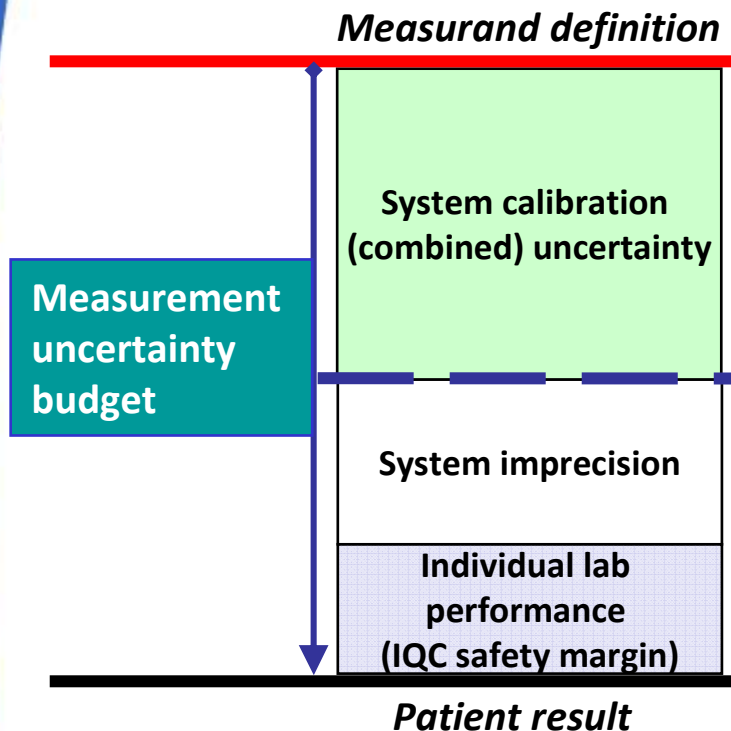 Measurand definition
System calibration
(combined) uncertainty
Measurement
uncertainty
budget
System imprecision
Individual lab
performance
(IQC safety margin)
Patient result